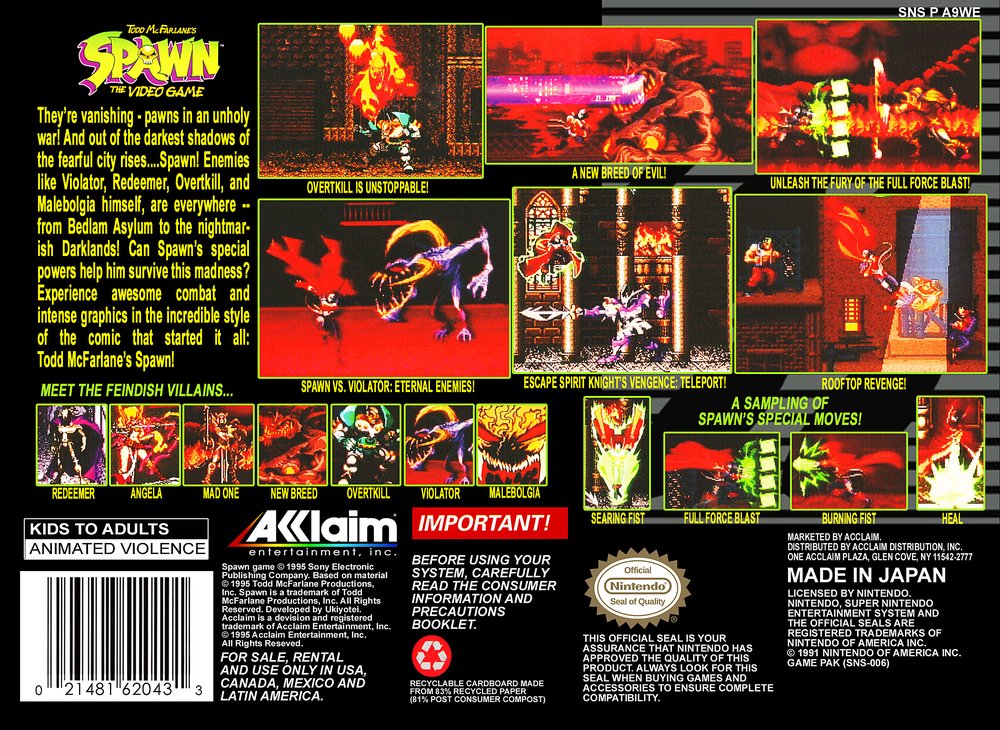 SNS P A9WE
TODD MCFARLANE'S
SPAWN™
THE VIDEO GAME
They're vanishing - pawns in an unholy
war! And out of the darkest shadows of
the fearful city rises....Spawn! Enemies
like Violator, Redeemer, Overtkill, and
Malebolgia himself, are everywhere --
from Bedlam Asylum to the nightmar-
ish Darklands! Can Spawn's special
powers help him survive this madness?
Experience awesome combat and
intense graphics in the incredible style
of the comic that started it all:
Todd McFarlane's Spawn!
OVERTKILL IS UNSTOPPABLE!
A NEW BREED OF EVIL!
UNLEASH THE FURY OF THE FULL FORCE BLAST!
SPAWN VS. VIOLATOR: ETERNAL ENEMIES!
ESCAPE SPIRIT KNIGHT'S VENGENCE; TELEPORT!
ROOFTOP REVENGE!
MEET THE FEINDISH VILLAINS...
REDEEMER
ANGELA
MAD ONE
NEW BREED
OVERTKILL
VIOLATOR
MALEBOLGIA
A SAMPLING OF
SPAWN'S SPECIAL MOVES!
SEARING FIST
FULL FORCE BLAST
BURNING FIST
HEAL
KIDS TO ADULTS
ANIMATED VIOLENCE
0 21481 62043 3
AKklaim®
entertainment, inc.
Spawn game © 1995 Sony Electronic
Publishing Company. Based on material
© 1995 Todd McFarlane Productions,
Inc. Spawn is a trademark of Todd
McFarlane Productions, Inc. All Rights
Reserved. Developed by Ukiyotei.
Acclaim is a devision and registered
trademark of Acclaim Entertainment, Inc.
© 1995 Acclaim Entertainment, Inc.
All Rights Reseved.
FOR SALE, RENTAL
AND USE ONLY IN USA,
CANADA, MEXICO AND
LATIN AMERICA.
IMPORTANT!
BEFORE USING YOUR
SYSTEM, CAREFULLY
READ THE CONSUMER
INFORMATION AND
PRECAUTIONS
BOOKLET.
RECYCLABLE CARDBOARD MADE
FROM 83% RECYCLED PAPER
(81% POST CONSUMER COMPOST)
Official
Nintendo®
Seal of Quality
®
THIS OFFICIAL SEAL IS YOUR
ASSURANCE THAT NINTENDO HAS
APPROVED THE QUALITY OF THIS
PRODUCT. ALWAYS LOOK FOR THIS
SEAL WHEN BUYING GAMES AND
ACCESSORIES TO ENSURE COMPLETE
COMPATIBILITY.
MARKETED BY ACCLAIM.
DISTRIBUTED BY ACCLAIM DISTRIBUTION, INC.
ONE ACCLAIM PLAZA, GLEN COVE, NY 11542-2777
MADE IN JAPAN
LICENSED BY NINTENDO.
NINTENDO, SUPER NINTENDO
ENTERTAINMENT SYSTEM AND
THE OFFICIAL SEALS ARE
REGISTERED TRADEMARKS OF
NINTENDO OF AMERICA INC.
© 1991 NINTENDO OF AMERICA INC.
GAME PAK (SNS-006)